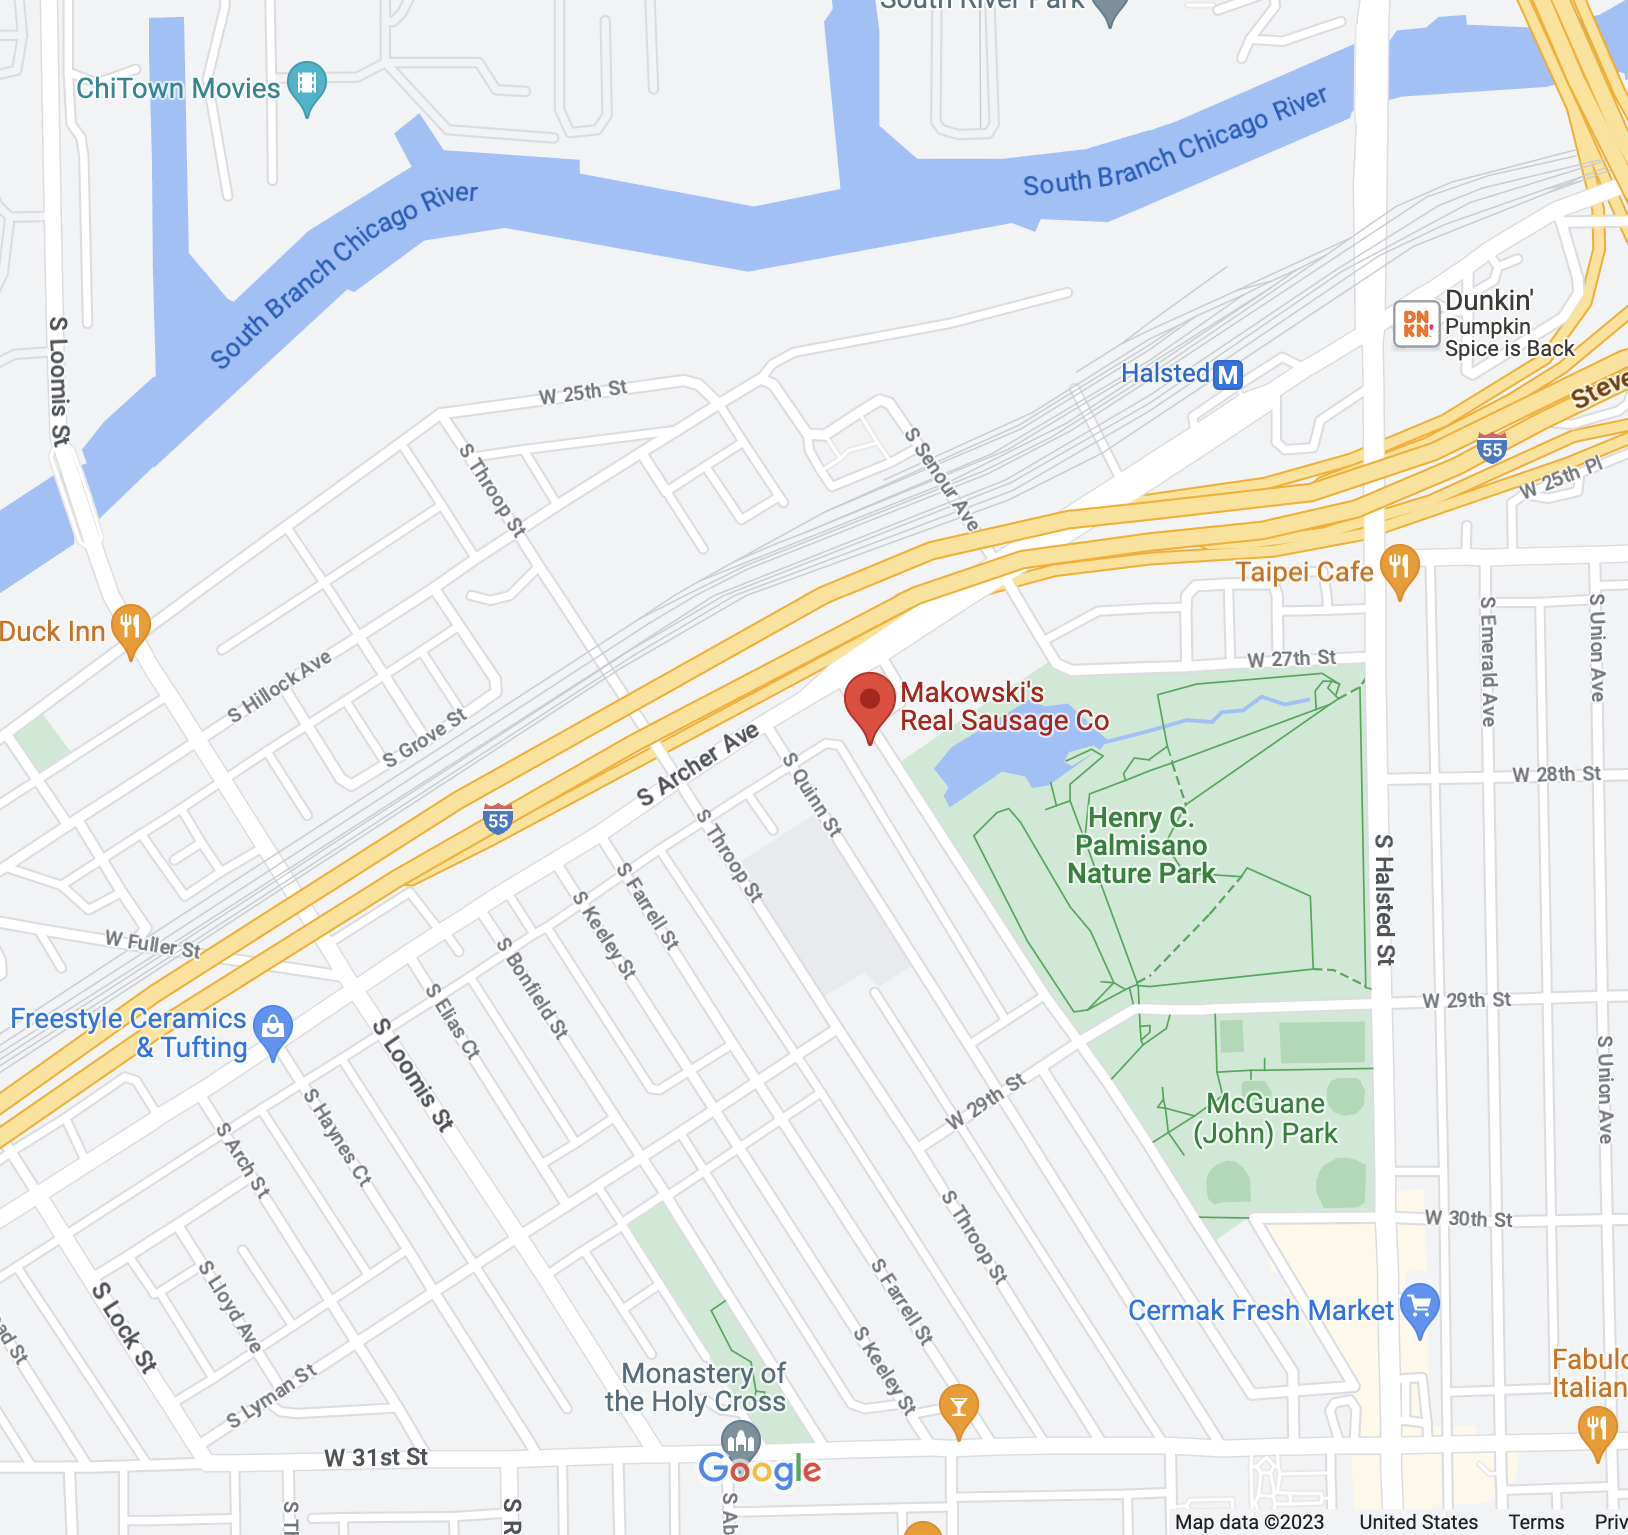 South River Park
ChiTown Movies
South Branch Chicago River
South Branch Chicago River
S Loomis St
Dunkin'
Pumpkin
Spice is Back
DN
KN'
Halsted
M
W 25th St
S Throop St
S Senour Ave
55
W 25th Pl
Taipei Cafe
Duck Inn
S Hillock Ave
S Grove St
W 27th St
S Emerald Ave
S Union Ave
Makowski's
Real Sausage Co
S Archer Ave
S Quinn St
W 28th St
55
Henry C.
Palmisano
Nature Park
S Throop St
S Farrell St
S Keeley St
S Bonfield St
S Halsted St
W Fuller St
S Elias Ct
W 29th St
Freestyle Ceramics
& Tufting
S Loomis St
S Haynes Ct
S Arch St
W 29th St
McGuane
(John) Park
S Union Ave
S Throop St
W 30th St
S Lloyd Ave
S Lock St
S Farrell St
S Keeley St
Cermak Fresh Market
S Lyman St
Monastery of
the Holy Cross
Italian
W 31st St
Google
Map data ©2023 United States Terms